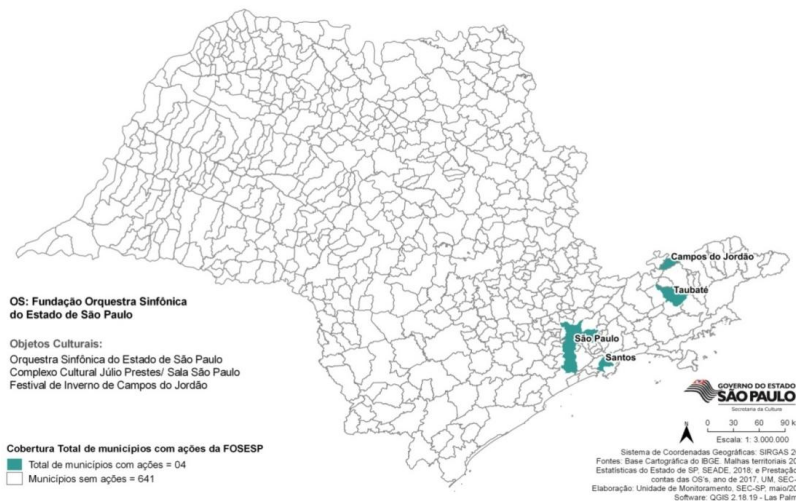 Campos do Jordão
Taubaté
OS: Fundação Orquestra Sinfônica
do Estado de São Paulo
São Paulo
Objetos Culturais:
Santos
Orquestra Sinfônica do Estado de São Paulo
Complexo Cultural Júlio Prestes/ Sala São Paulo
Festival de Inverno de Campos do Jordão
GOVERNO DO ESTADO
SÃO PAULO
Secretaria da Cultura
N
0 30 60 90 k
Escala: 1: 3.000.000
Cobertura Total de municípios com ações da FOSESP
Total de municípios com ações = 04
Municípios sem ações = 641
Sistema de Coordenadas Geográficas: SIRGAS 20
Fontes: Base Cartográfica do IBGE. Malhas territoriais 20
Estatísticas do Estado de SP, SEADE, 2018; e Prestação
contas das OS's, ano de 2017, UM, SEC-
Elaboração: Unidade de Monitoramento, SEC-SP, maio/20
Software: QGIS 2.18.19 - Las Palm